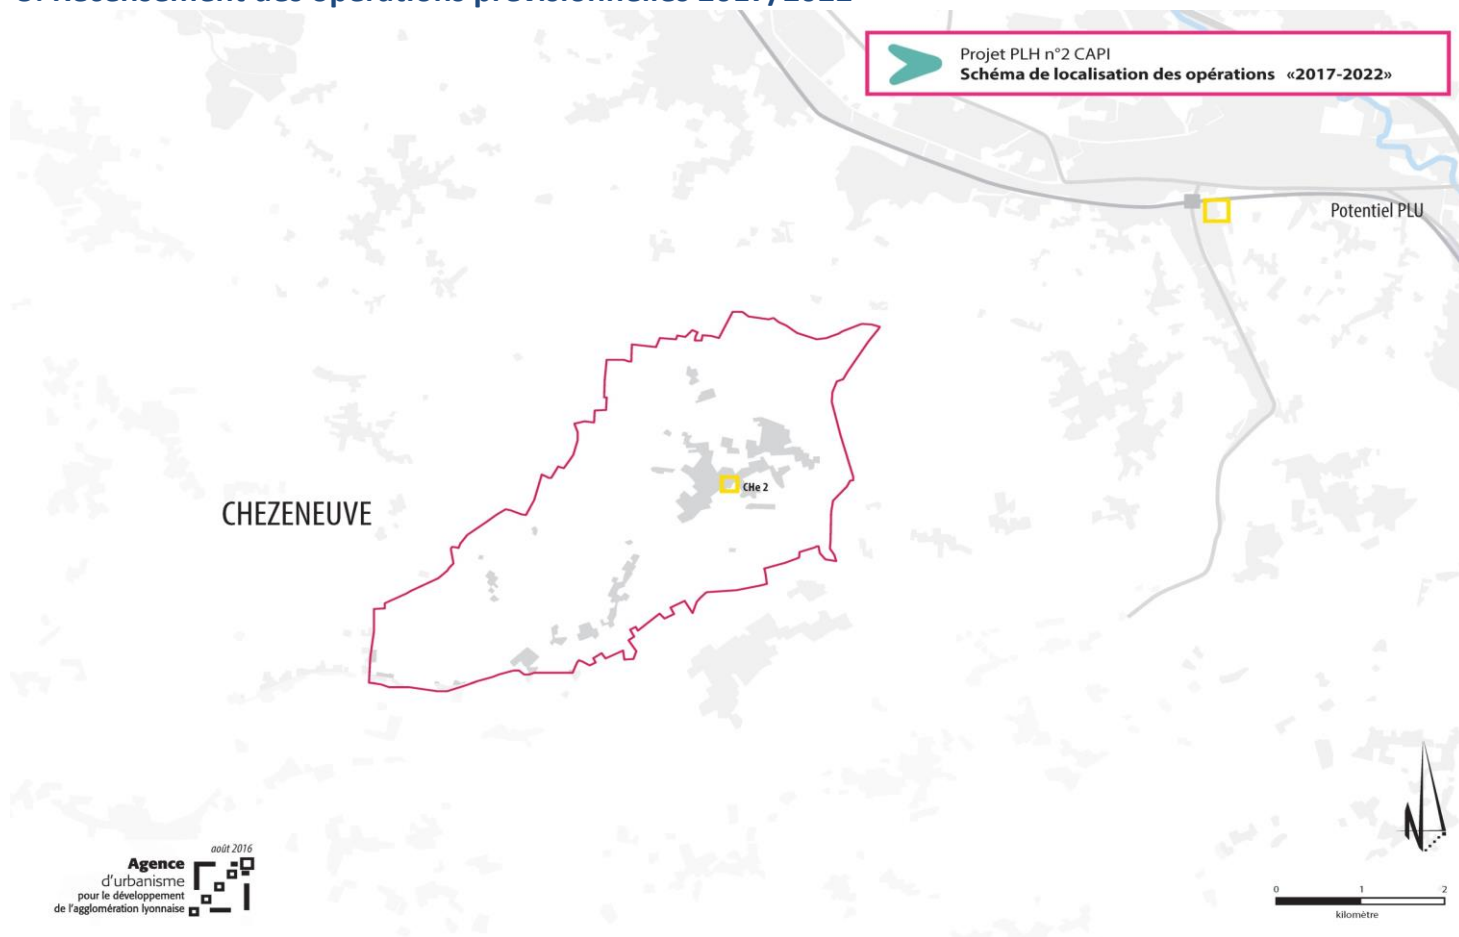 Projet PLH n°2 CAPI
Schéma de localisation des opérations «2017-2022»
Potentiel PLU
CHe 2
CHEZENEUVE
août 2016
Agence
d'urbanisme
pour le développement
de l'agglomération lyonnaise
N
0 1 2
kilomètre